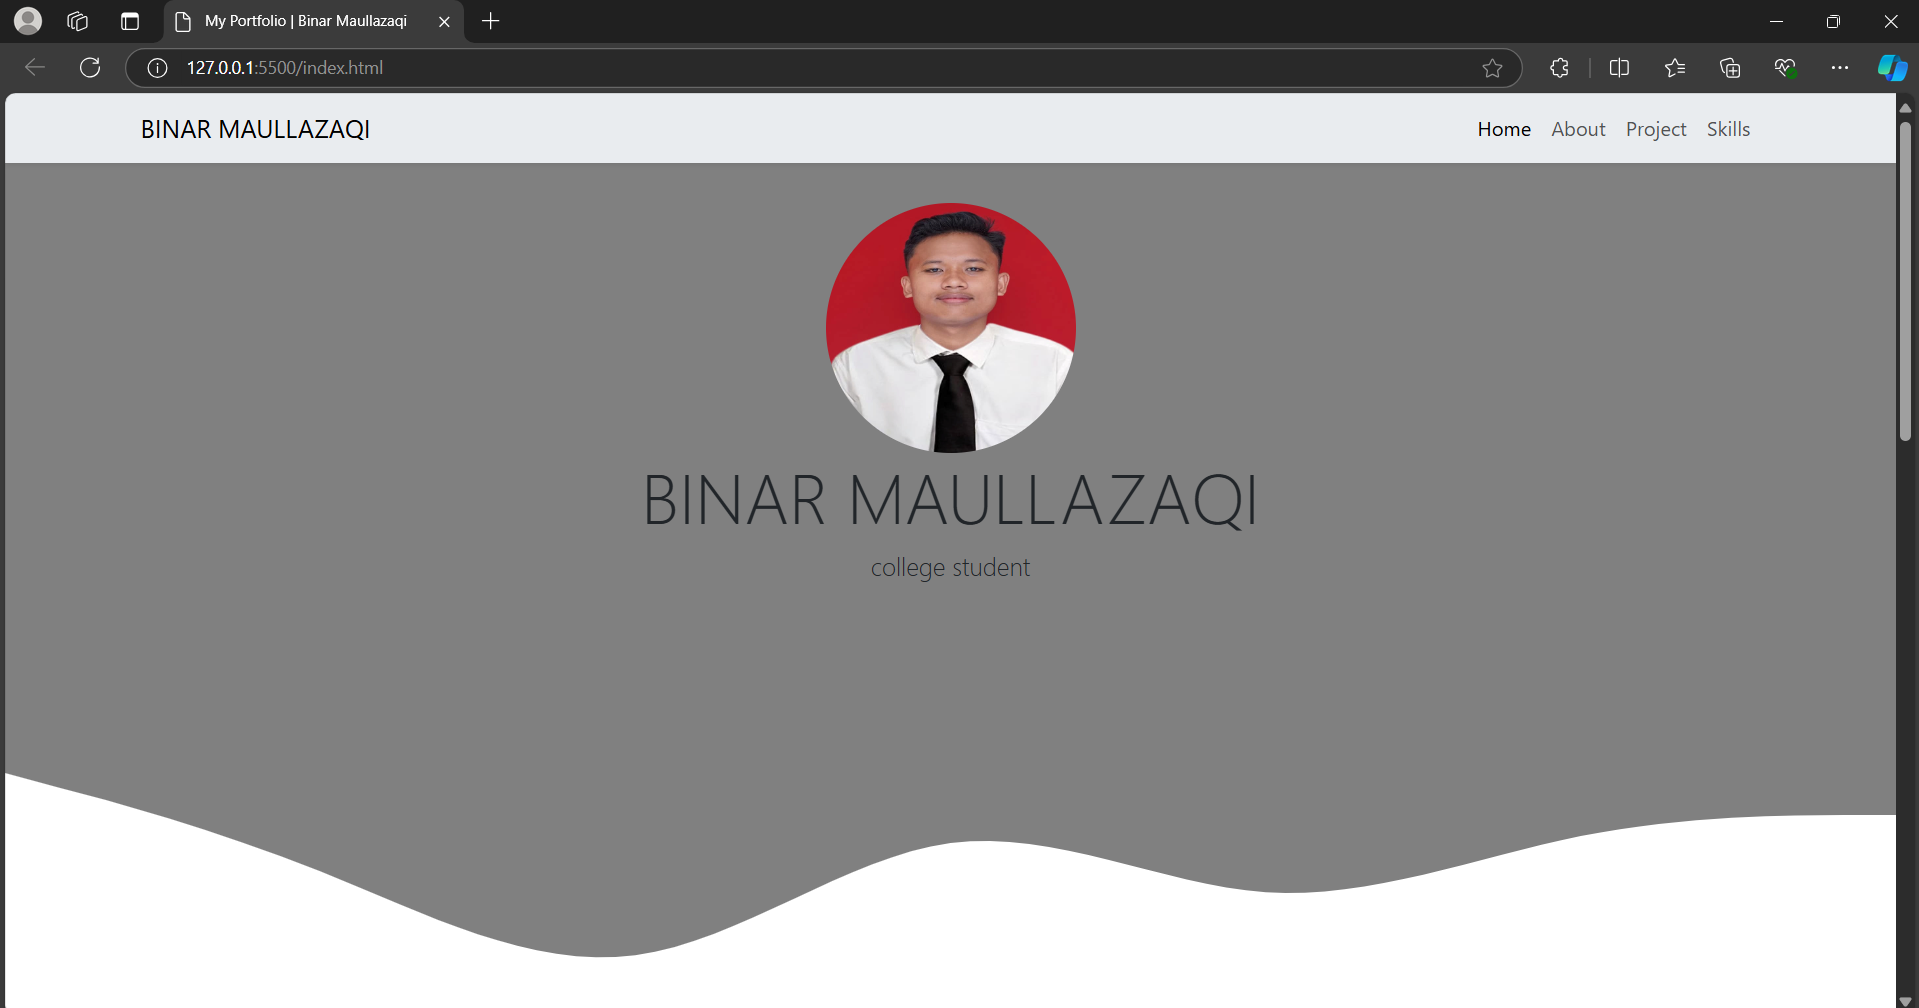 My Portfolio | Binar Maullazaqi
127.0.0.1:5500/index.html
BINAR MAULLAZAQI
Home About Project Skills
BINAR MAULLAZAQI
college student